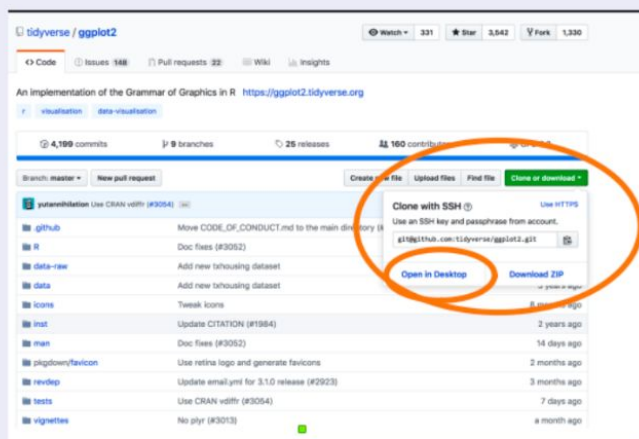 tidyverse / ggplot2
Watch 331 Star 3,542 Fork 1,330
Code Issues 148 Pull requests 22 Wiki Insights
An implementation of the Grammar of Graphics in R https://ggplot2.tidyverse.org
r visualisation data-visualisation
4,199 commits 9 branches 25 releases 160 contributors
Branch: master New pull request Create new file Upload files Find file Clone or download
yutannihilation Use CRAN vdiffr (#3054)
Clone with SSH Use HTTPS
Use an SSH key and passphrase from account.
git@github.com:tidyverse/ggplot2.git
Open in Desktop Download ZIP
.github Move CODE_OF_CONDUCT.md to the main directory
R Doc fixes (#3052)
data-raw Add new txhousing dataset
data Add new txhousing dataset 3 years ago
icons Tweak icons 8 months ago
inst Update CITATION (#1984) 2 years ago
man Doc fixes (#3052) 14 days ago
pkgdown/favicon Use retina logo and generate favicons 2 months ago
revdep Update email.yml for 3.1.0 release (#2923) 3 months ago
tests Use CRAN vdiffr (#3054) 7 days ago
vignettes No plyr (#3013) a month ago